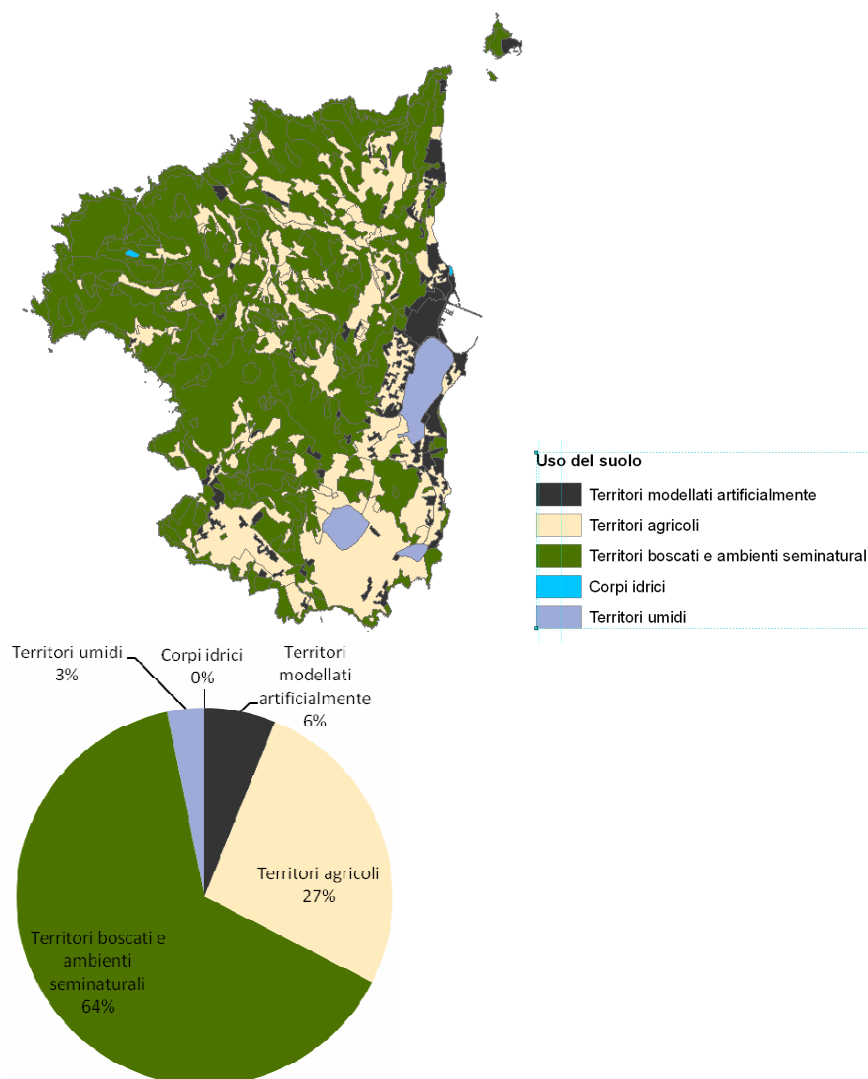 Uso del suolo
Territori modellati artificialmente
Territori agricoli
Territori boscati e ambienti seminatural
Corpi idrici
Territori umidi
Territori umidi
3%
Corpi idrici
0%
Territori
modellati
artificialmente
6%
Territori agricoli
27%
Territori boscati e
ambienti
seminaturali
64%